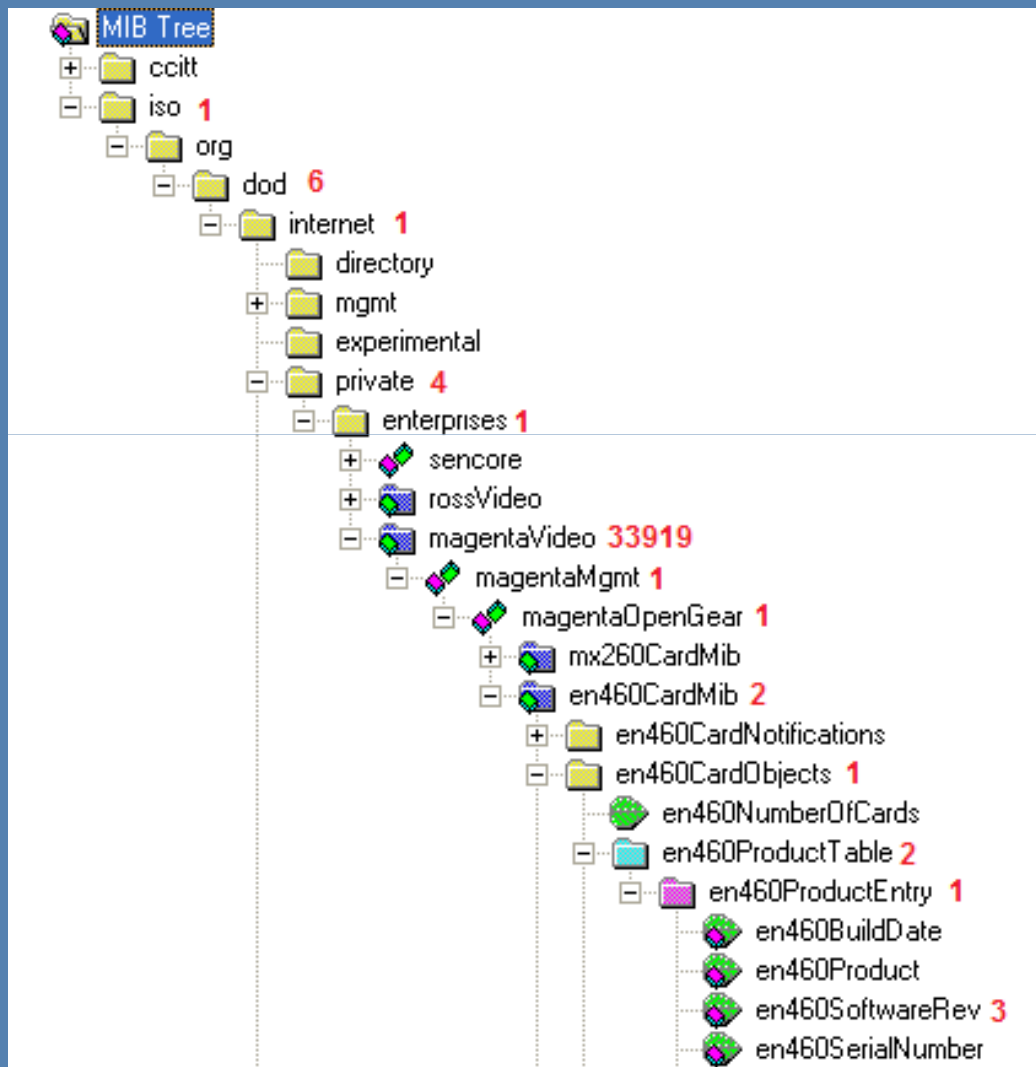 MIB Tree
ccitt
iso 1
org
dod 6
internet 1
directory
mgmt
experimental
private 4
enterprises 1
sencore
rossVideo
magentaVideo 33919
magentaMgmt 1
magentaOpenGear 1
mx260CardMib
en460CardMib 2
en460CardNotifications
en460CardObjects 1
en460NumberOfCards
en460ProductTable 2
en460ProductEntry 1
en460BuildDate
en460Product
en460SoftwareRev 3
en460SerialNumber